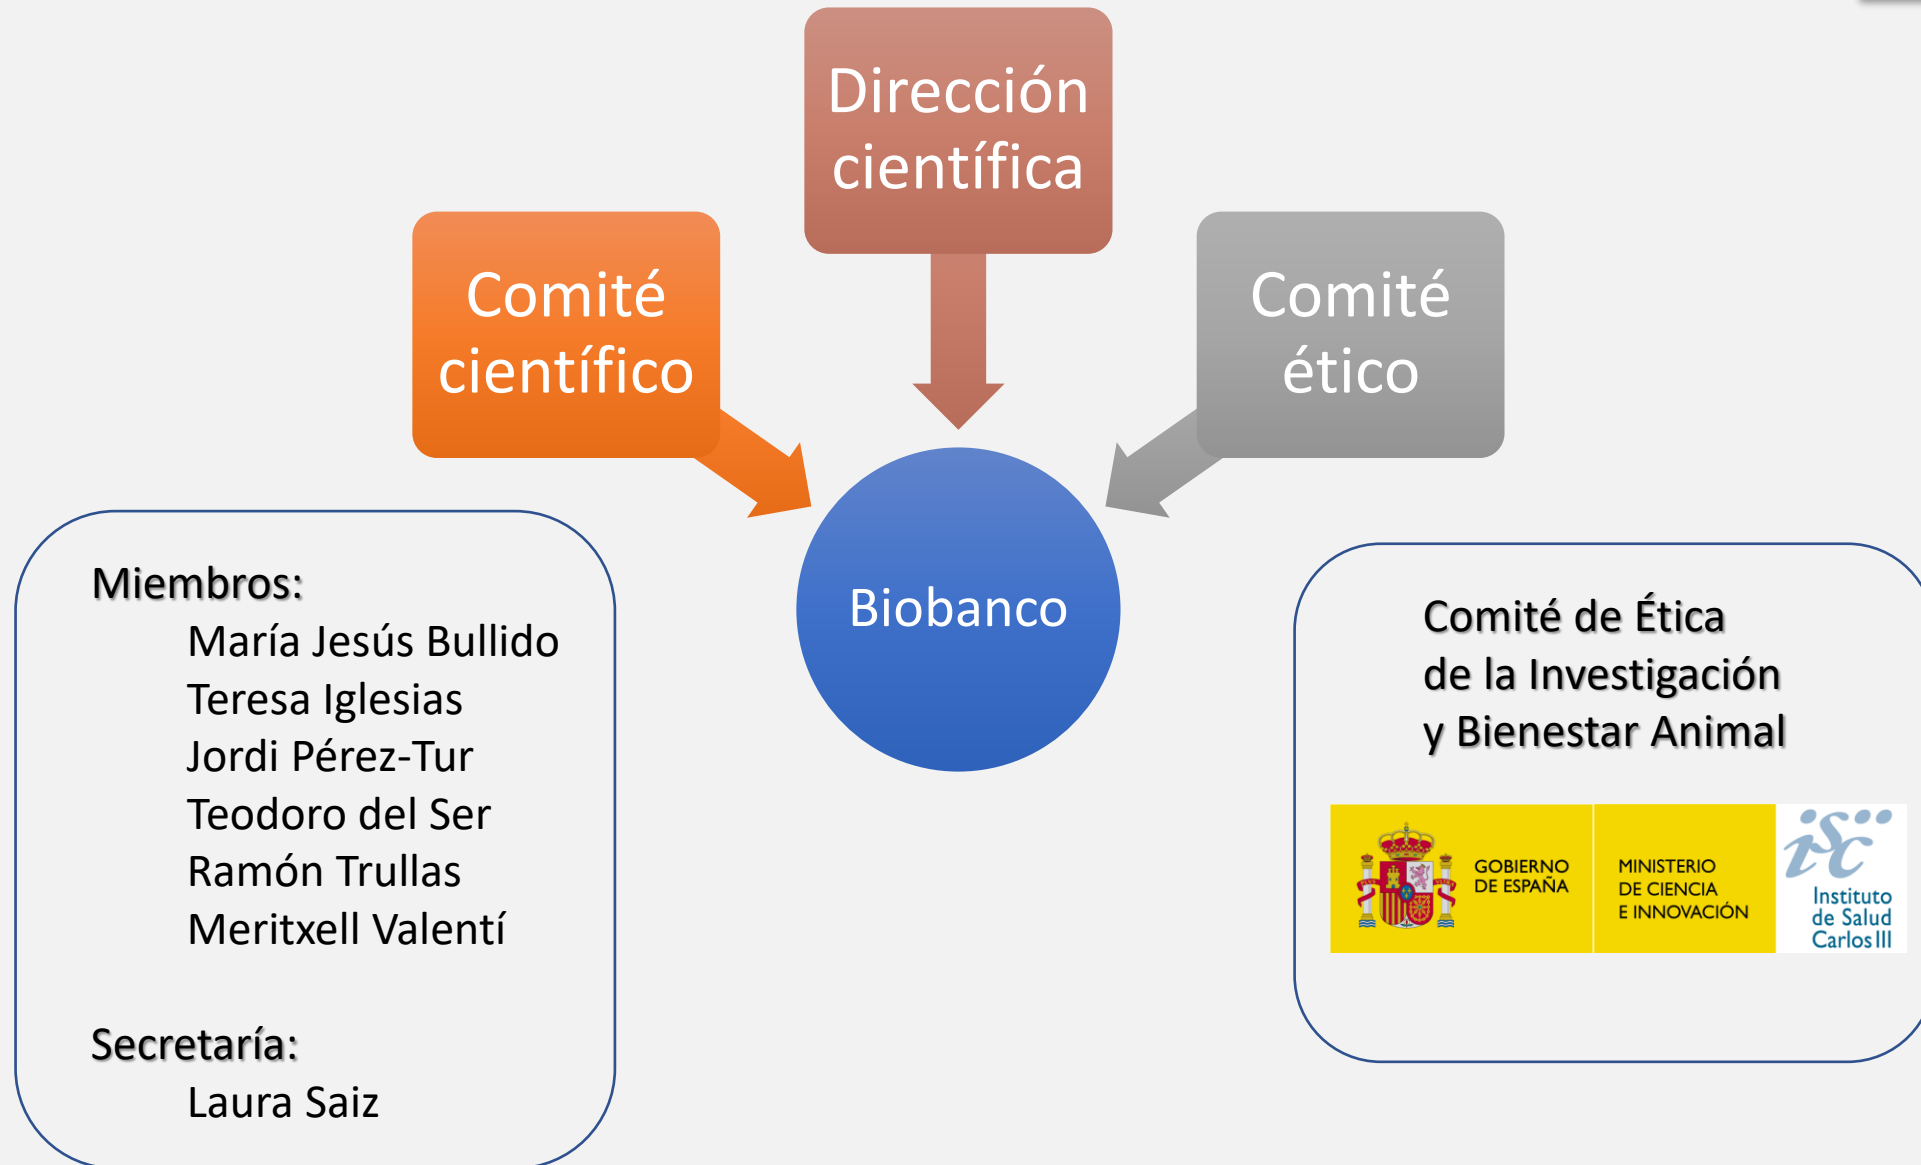 Dirección
científica
Comité
científico
Comité
ético
Biobanco
Miembros:
María Jesús Bullido
Teresa Iglesias
Jordi Pérez-Tur
Teodoro del Ser
Ramón Trullas
Meritxell Valentí
Secretaría:
Laura Saiz
Comité de Ética
de la Investigación
y Bienestar Animal
GOBIERNO
DE ESPAÑA
MINISTERIO
DE CIENCIA
E INNOVACIÓN
isc
Instituto
de Salud
Carlos III